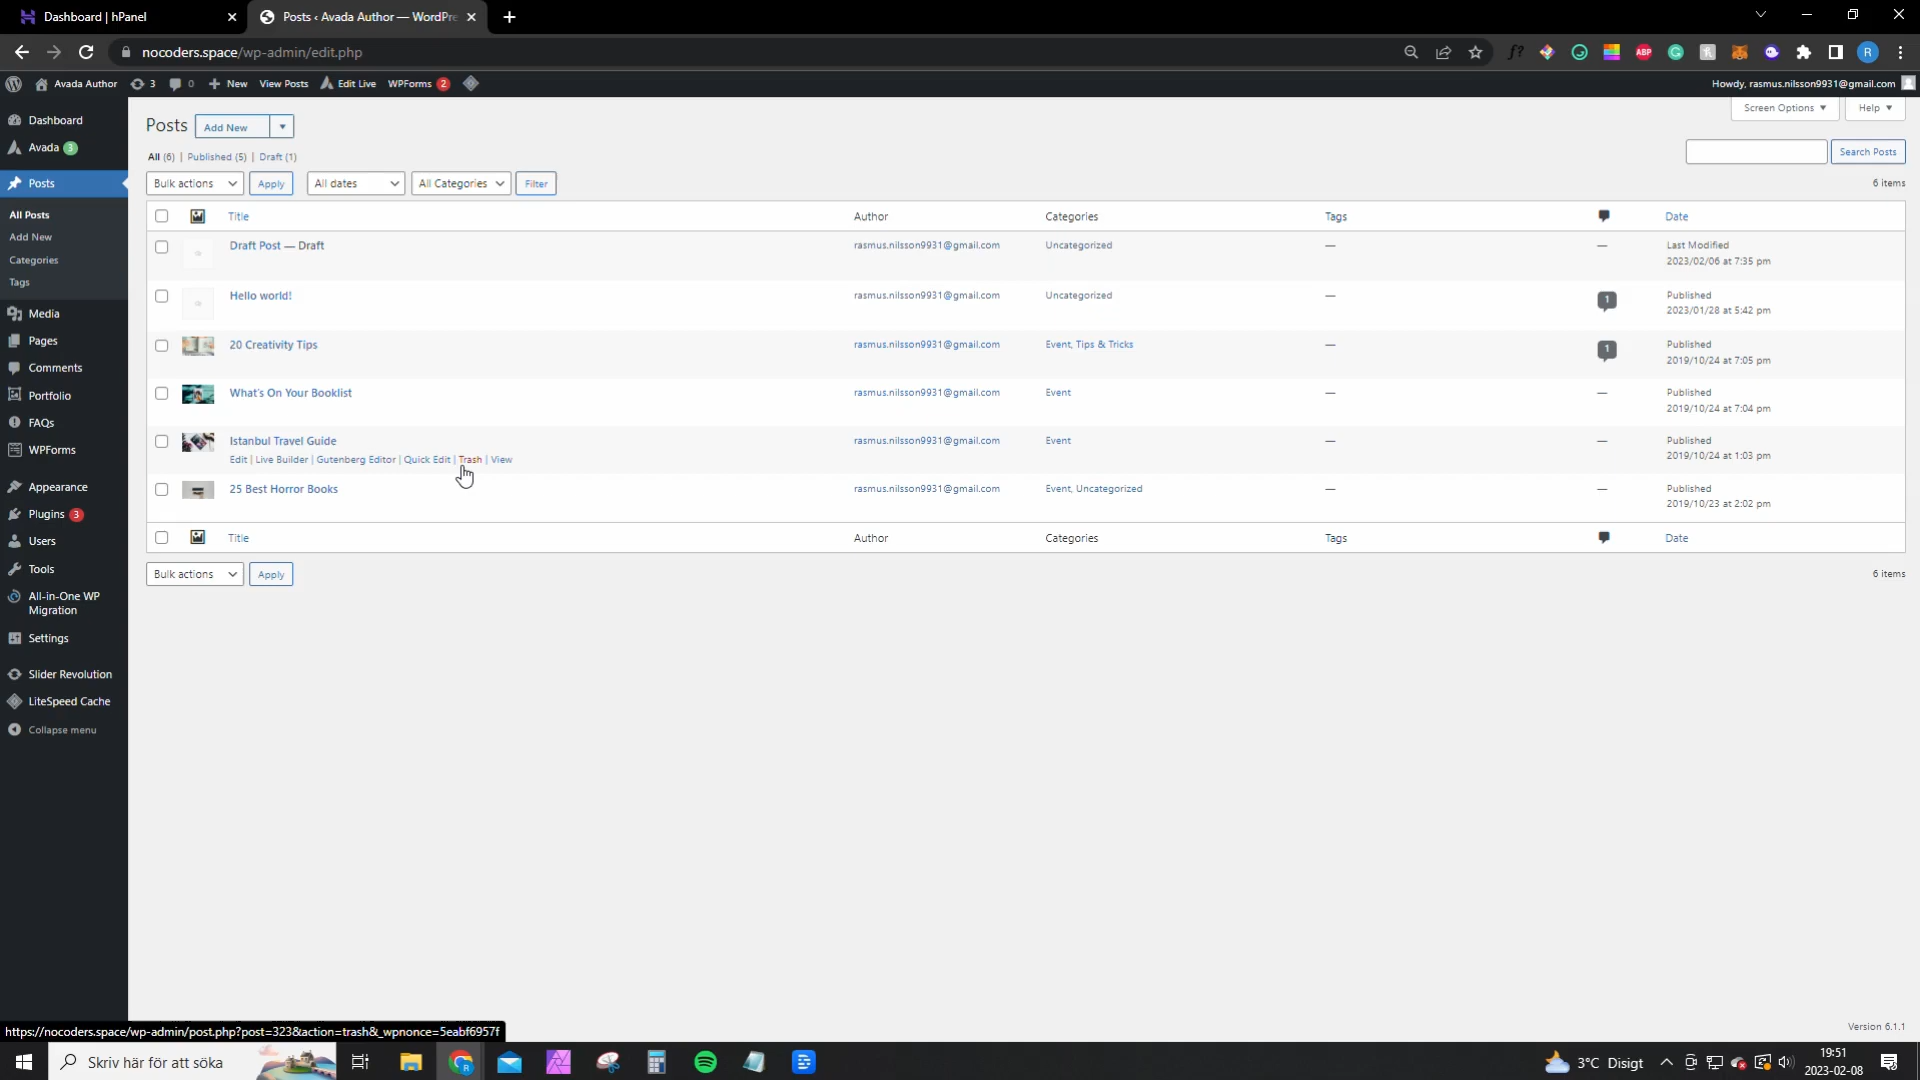 Dashboard | hPanel
Posts ‹ Avada Author — WordPre
nocoders.space/wp-admin/edit.php
f?
ABP
R
Avada Author
3
0
New
View Posts
Edit Live
WPForms 2
Howdy, rasmus.nilsson9931@gmail.com
Screen Options
Help
Dashboard
Avada 3
Posts
All Posts
Add New
Categories
Tags
Media
Pages
Comments
Portfolio
FAQs
WPForms
Appearance
Plugins 3
Users
Tools
All-in-One WP
Migration
Settings
Slider Revolution
LiteSpeed Cache
Collapse menu
Posts
Add New
All (6) | Published (5) | Draft (1)
Search Posts
Bulk actions
Apply
All dates
All Categories
Filter
6 items
Title Author Categories Tags Date
Draft Post — Draft rasmus.nilsson9931@gmail.com Uncategorized — — Last Modified
2023/02/06 at 7:35 pm
Hello world! rasmus.nilsson9931@gmail.com Uncategorized — 1 Published
2023/01/28 at 5:42 pm
20 Creativity Tips rasmus.nilsson9931@gmail.com Event, Tips & Tricks — 1 Published
2019/10/24 at 7:05 pm
What's On Your Booklist rasmus.nilsson9931@gmail.com Event — — Published
2019/10/24 at 7:04 pm
Istanbul Travel Guide rasmus.nilsson9931@gmail.com Event — — Published
Edit | Live Builder | Gutenberg Editor | Quick Edit | Trash | View 2019/10/24 at 1:03 pm
25 Best Horror Books rasmus.nilsson9931@gmail.com Event, Uncategorized — — Published
2019/10/23 at 2:02 pm
Title Author Categories Tags Date
Bulk actions
Apply
6 items
Version 6.1.1
https://nocoders.space/wp-admin/post.php?post=323&action=trash&_wpnonce=5eabf6957f
Skriv här för att söka
3°C Disigt
19:51
2023-02-08